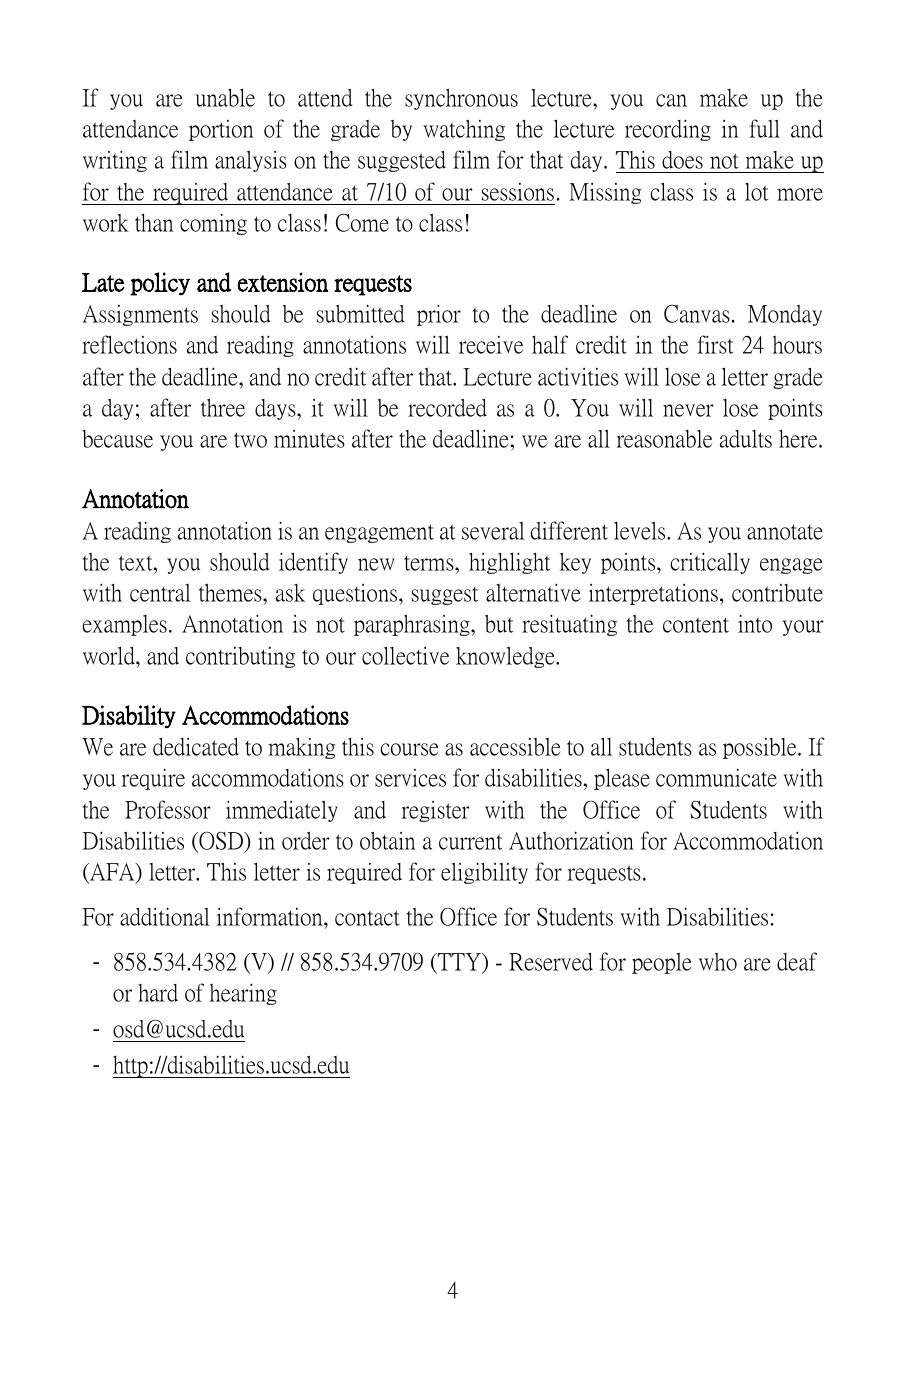 If you are unable to attend the synchronous lecture, you can make up the
attendance portion of the grade by watching the lecture recording in full and
writing a film analysis on the suggested film for that day. This does not make up
for the required attendance at 7/10 of our sessions. Missing class is a lot more
work than coming to class! Come to class!
Late policy and extension requests
Assignments should be submitted prior to the deadline on Canvas. Monday
reflections and reading annotations will receive half credit in the first 24 hours
after the deadline, and no credit after that. Lecture activities will lose a letter grade
a day; after three days, it will be recorded as a 0. You will never lose points
because you are two minutes after the deadline; we are all reasonable adults here.
Annotation
A reading annotation is an engagement at several different levels. As you annotate
the text, you should identify new terms, highlight key points, critically engage
with central themes, ask questions, suggest alternative interpretations, contribute
examples. Annotation is not paraphrasing, but resituating the content into your
world, and contributing to our collective knowledge.
Disability Accommodations
We are dedicated to making this course as accessible to all students as possible. If
you require accommodations or services for disabilities, please communicate with
the Professor immediately and register with the Office of Students with
Disabilities (OSD) in order to obtain a current Authorization for Accommodation
(AFA) letter. This letter is required for eligibility for requests.
For additional information, contact the Office for Students with Disabilities:
- 858.534.4382 (V) // 858.534.9709 (TTY) - Reserved for people who are deaf
or hard of hearing
- osd@ucsd.edu
- http://disabilities.ucsd.edu
4